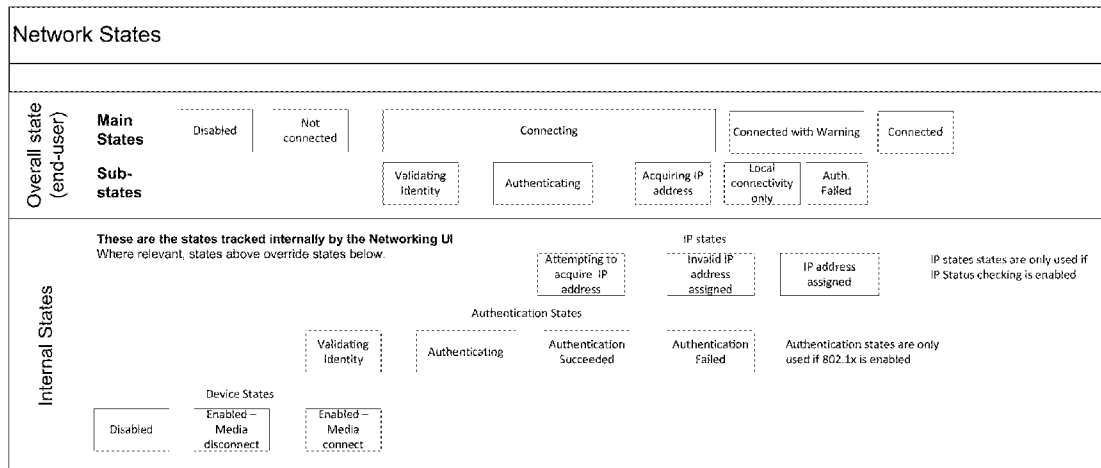 Network States
Overall state
(end-user)
Main
States
Disabled
Not
connected
Connecting
Connected with Warning
Connected
Sub-
states
Validating
Identity
Authenticating
Acquiring IP
address
Local
connectivity
only
Auth.
Failed
Internal States
These are the states tracked internally by the Networking UI
Where relevant, states above override states below.
IP states
Attempting to
acquire IP
address
Invalid IP
address
assigned
IP address
assigned
IP states states are only used if
IP Status checking is enabled
Authentication States
Validating
Identity
Authenticating
Authentication
Succeeded
Authentication
Failed
Authentication states are only
used if 802.1x is enabled
Device States
Disabled
Enabled –
Media
disconnect
Enabled –
Media
connect